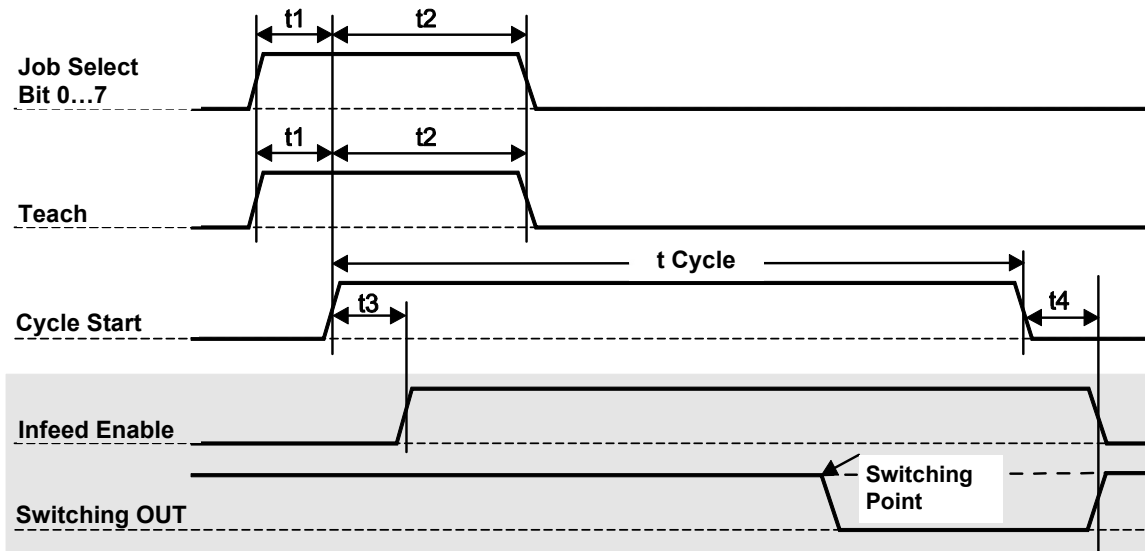 t1
t2
Job Select
Bit 0...7
t1
t2
Teach
t Cycle
t3
t4
Cycle Start
Infeed Enable
Switching
Point
Switching OUT